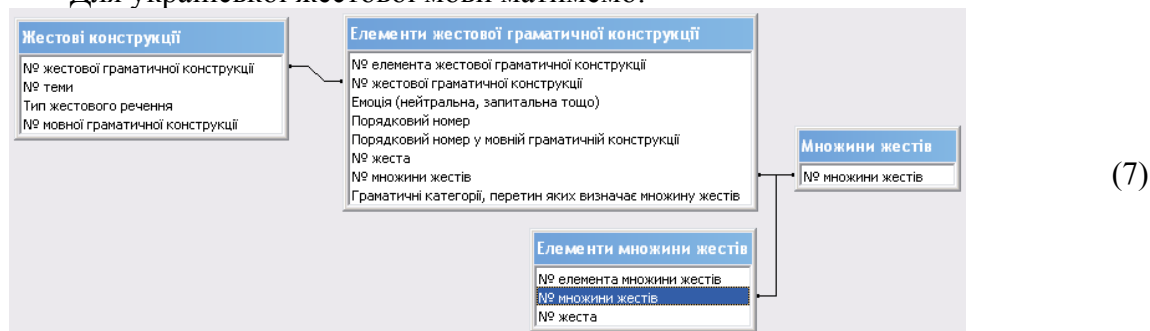 Для української жестової мови матимемо:
Жестові конструкції
№ жестової граматичної конструкції
№ теми
Тип жестового речення
№ мовної граматичної конструкції
Елементи жестової граматичної конструкції
№ елемента жестової граматичної конструкції
№ жестової граматичної конструкції
Емоція (нейтральна, запитальна тощо)
Порядковий номер
Порядковий номер у мовній граматичній конструкції
№ жеста
№ множини жестів
Граматичні категорії, перетин яких визначає множину жестів
Множини жестів
№ множини жестів
(7)
Елементи множини жестів
№ елемента множини жестів
№ множини жестів
№ жеста